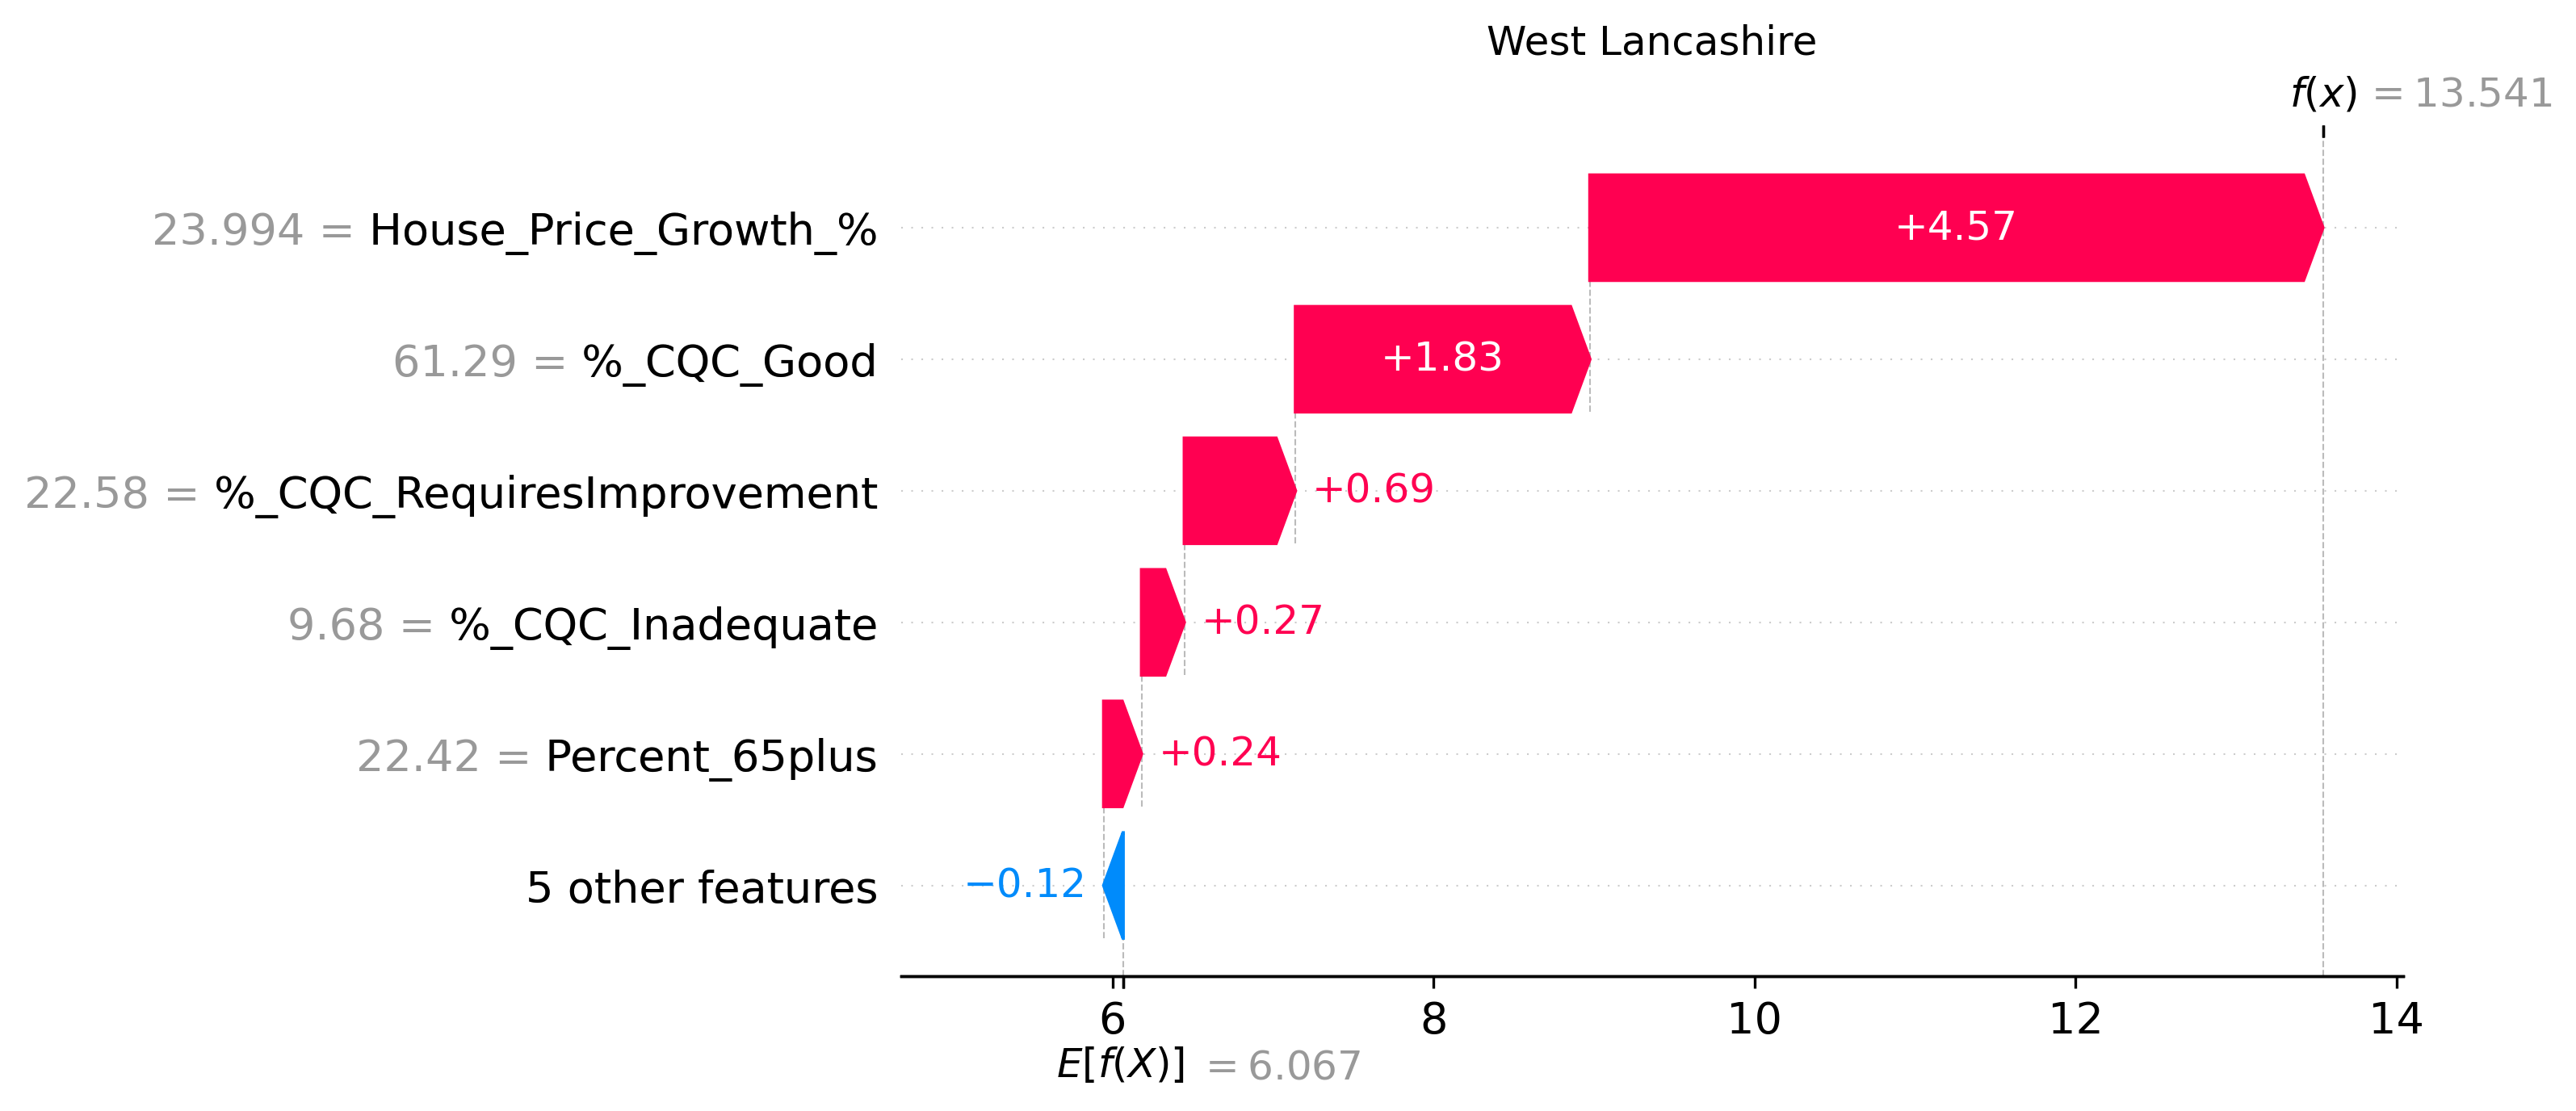 West Lancashire
f(x) = 13.541
23.994 = House_Price_Growth_%
+4.57
61.29 = %_CQC_Good
+1.83
22.58 = %_CQC_RequiresImprovement
+0.69
9.68 = %_CQC_Inadequate
+0.27
22.42 = Percent_65plus
+0.24
5 other features
−0.12
6 8 10 12 14
E[f(X)] = 6.067